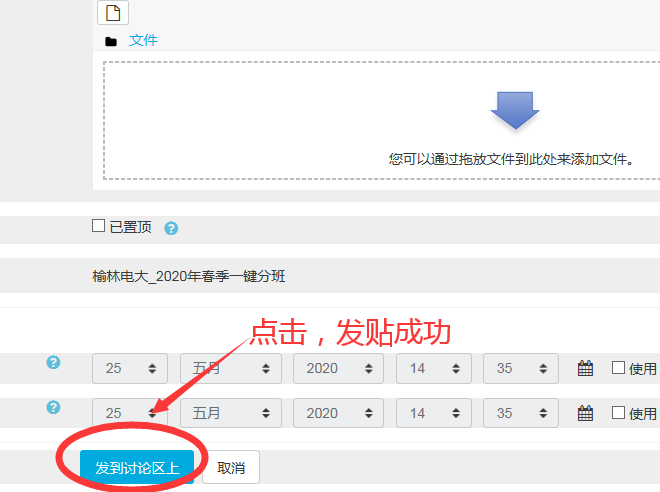 文件
您可以通过拖放文件到此处来添加文件。
已置顶 ?
榆林电大_2020年春季一键分班
点击，发贴成功
? 25 五月 2020 14 35 使用
? 25 五月 2020 14 35 使用
发到讨论区上 取消